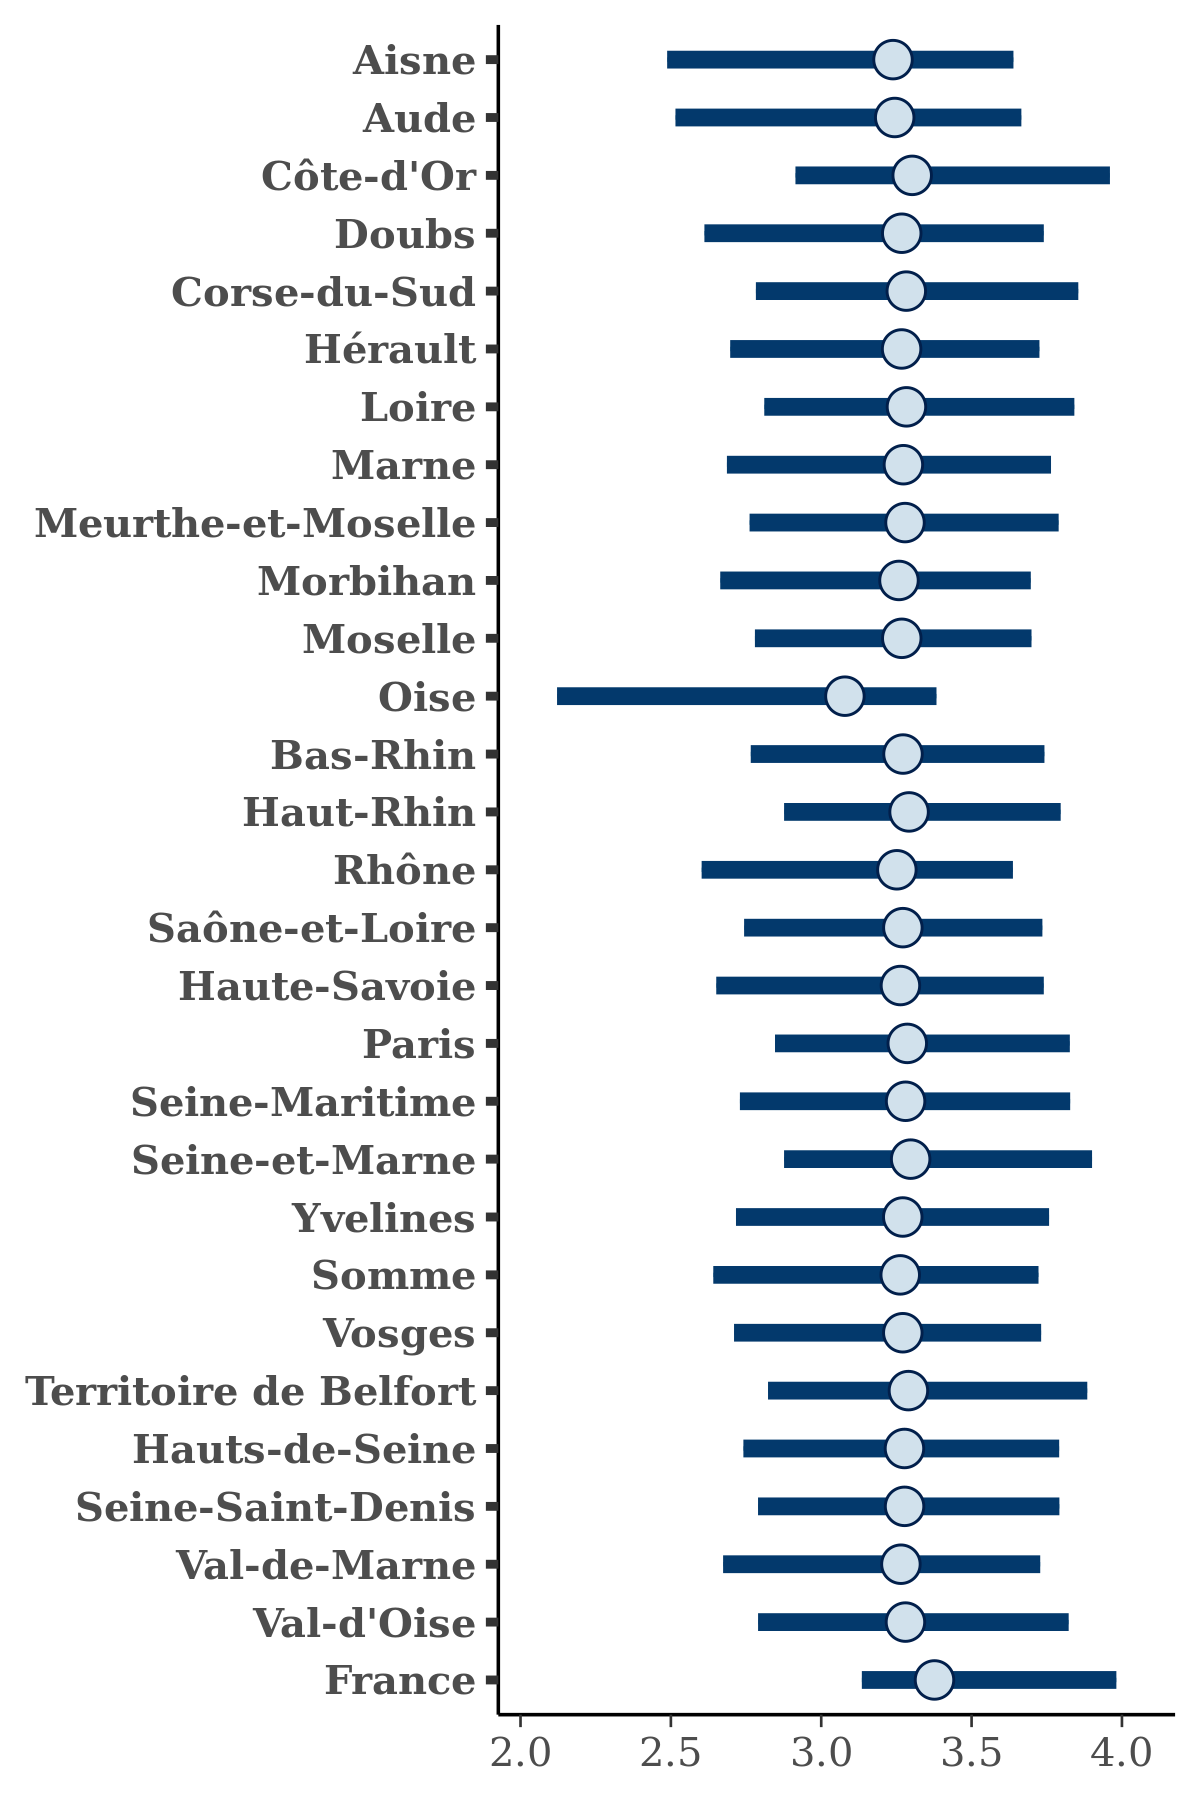 Aisne
Aude
Côte-d'Or
Doubs
Corse-du-Sud
Hérault
Loire
Marne
Meurthe-et-Moselle
Morbihan
Moselle
Oise
Bas-Rhin
Haut-Rhin
Rhône
Saône-et-Loire
Haute-Savoie
Paris
Seine-Maritime
Seine-et-Marne
Yvelines
Somme
Vosges
Territoire de Belfort
Hauts-de-Seine
Seine-Saint-Denis
Val-de-Marne
Val-d'Oise
France
2.0 2.5 3.0 3.5 4.0